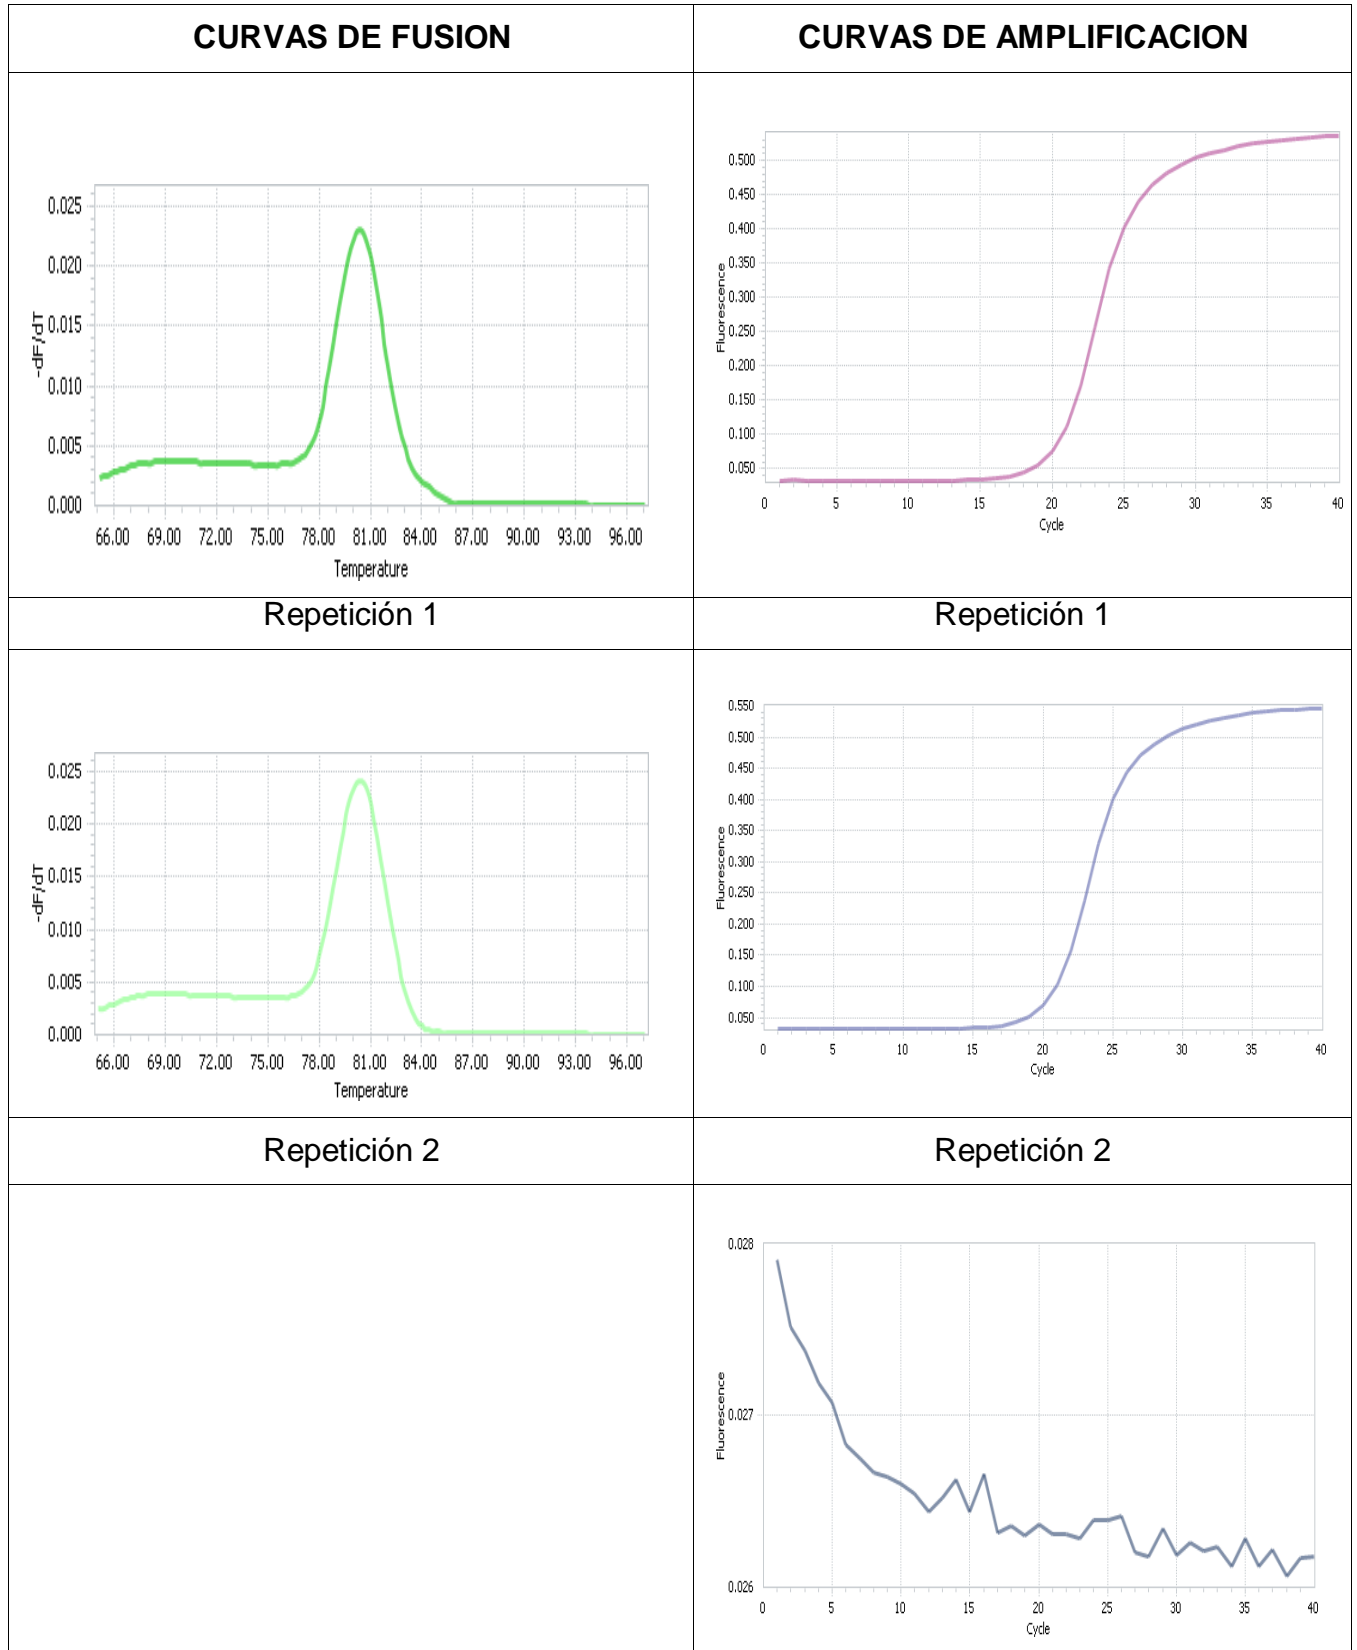 CURVAS DE FUSION
CURVAS DE AMPLIFICACION
0.025
0.020
0.015
0.010
0.005
0.000
-dF/dT
66.00 69.00 72.00 75.00 78.00 81.00 84.00 87.00 90.00 93.00 96.00
Temperature
0.500
0.450
0.400
0.350
0.300
0.250
0.200
0.150
0.100
0.050
Fluorescence
0 5 10 15 20 25 30 35 40
Cycle
Repetición 1
Repetición 1
0.025
0.020
0.015
0.010
0.005
0.000
-dF/dT
66.00 69.00 72.00 75.00 78.00 81.00 84.00 87.00 90.00 93.00 96.00
Temperature
0.550
0.500
0.450
0.400
0.350
0.300
0.250
0.200
0.150
0.100
0.050
Fluorescence
0 5 10 15 20 25 30 35 40
Cycle
Repetición 2
Repetición 2
0.028
0.027
0.026
Fluorescence
0 5 10 15 20 25 30 35 40
Cycle